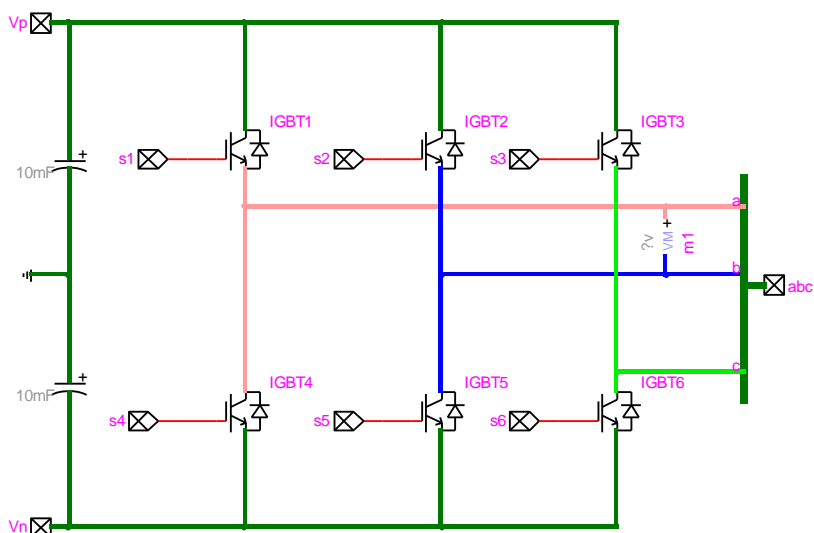 Vp
IGBT1
IGBT2
IGBT3
s1
s2
s3
+
+
+
10mF
a
+
?v
VM
m1
b
abc
c
+
10mF
IGBT4
IGBT5
IGBT6
s4
s5
s6
Vn